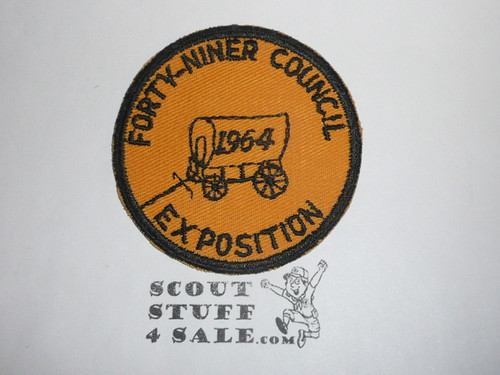 FORTY-NINER COUNCIL
1964
EXPOSITION
SCOUT
STUFF
4 SALE.com